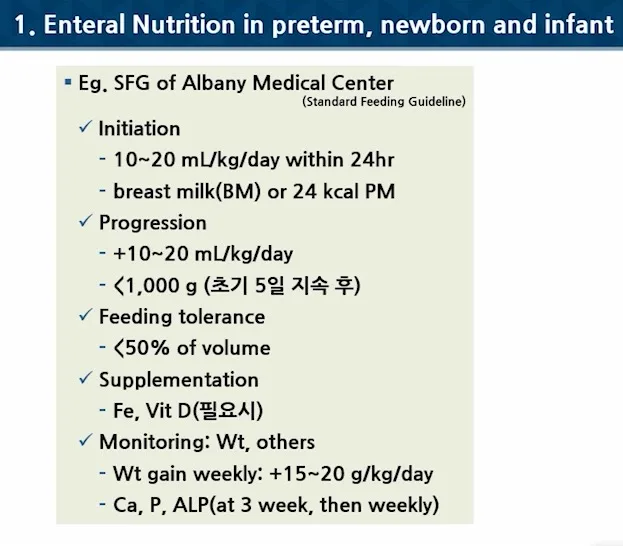 1. Enteral Nutrition in preterm, newborn and infant
▪ Eg. SFG of Albany Medical Center
(Standard Feeding Guideline)
✓ Initiation
- 10~20 mL/kg/day within 24hr
- breast milk(BM) or 24 kcal PM
✓ Progression
- +10~20 mL/kg/day
- <1,000 g (초기 5일 지속 후)
✓ Feeding tolerance
- <50% of volume
✓ Supplementation
- Fe, Vit D(필요시)
✓ Monitoring: Wt, others
- Wt gain weekly: +15~20 g/kg/day
- Ca, P, ALP(at 3 week, then weekly)